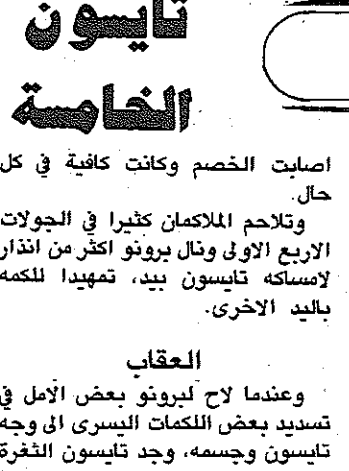 تايسون
الخامسة
اصابت الخصم وكانت كافية في كل
حال.
وتلاحم الملاكمان كثيرا في الجولات
الاربع الاولى ونال برونو اكثر من انذار
لامساكه تايسون بيد، تمهيدا للكمه
باليد الاخرى.
العقاب
وعندما لاح لبرونو بعض الامل في
تسديد بعض اللكمات اليسرى الى وجه
تايسون وجسمه، وجد تايسون الثغرة